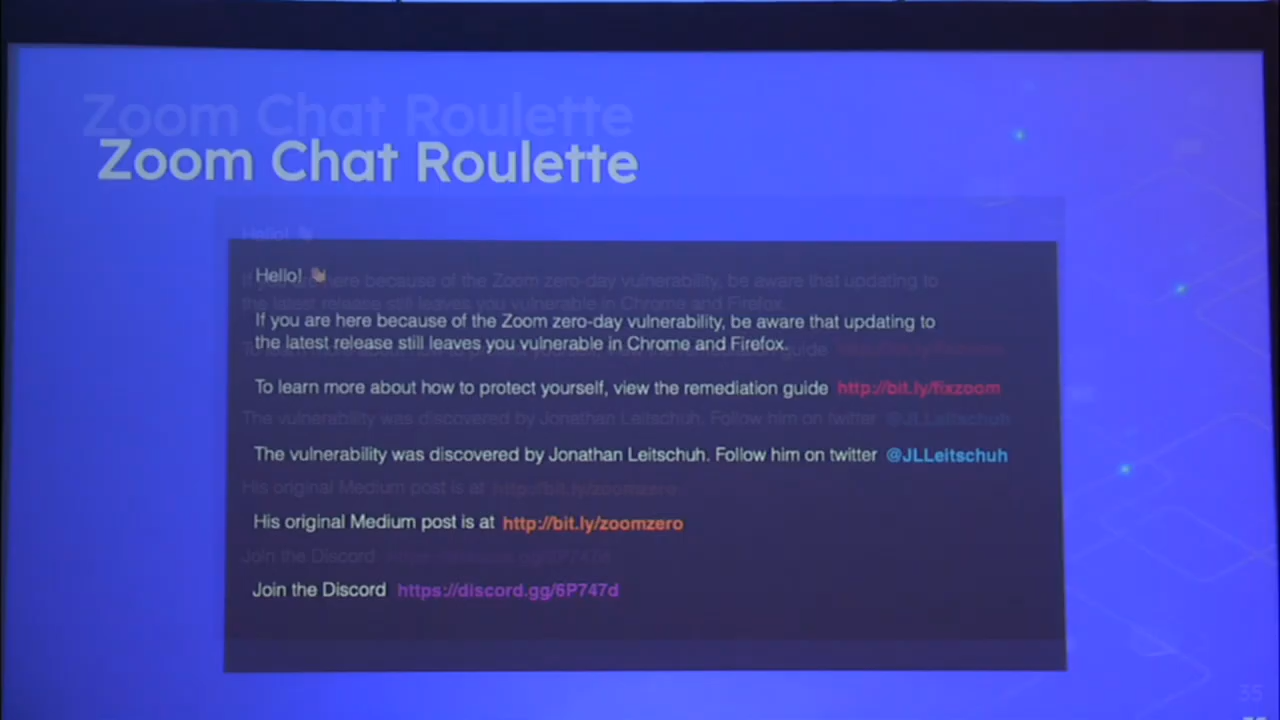 Zoom Chat Roulette
Hello! 👋
If you are here because of the Zoom zero-day vulnerability, be aware that updating to
the latest release still leaves you vulnerable in Chrome and Firefox.
To learn more about how to protect yourself, view the remediation guide http://bit.ly/fixzoom
The vulnerability was discovered by Jonathan Leitschuh. Follow him on twitter @JLLeitschuh
His original Medium post is at http://bit.ly/zoomzero
Join the Discord https://discord.gg/6P747d
35